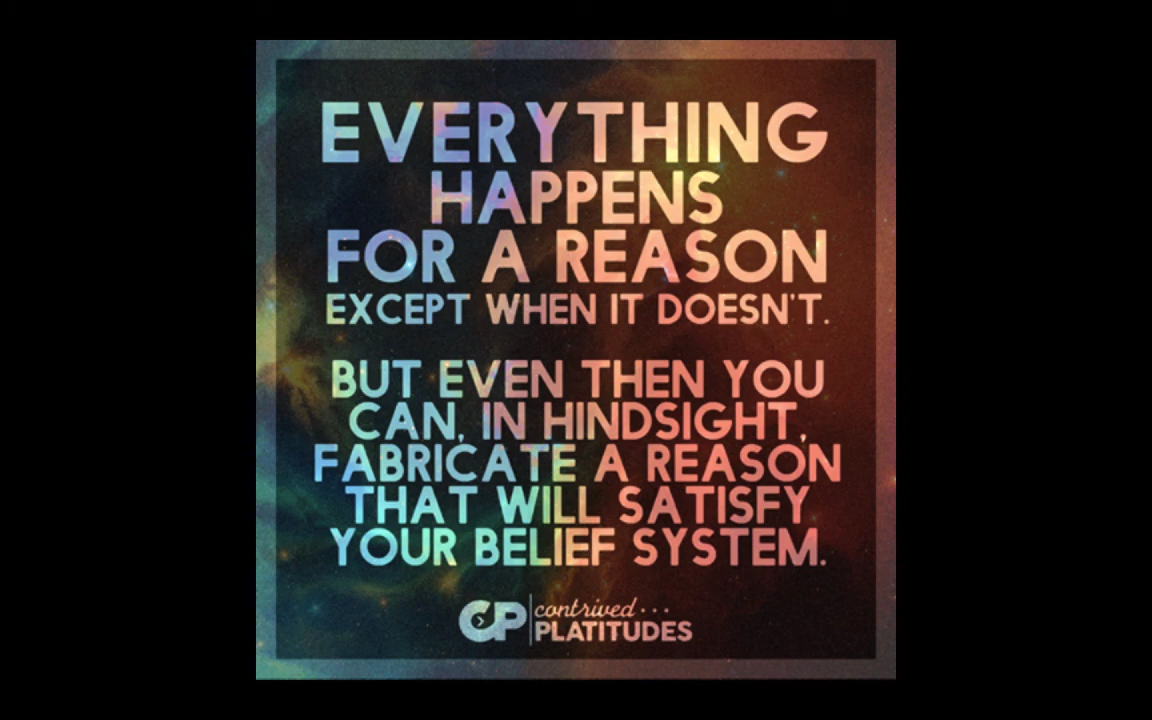 EVERYTHING
HAPPENS
FOR A REASON
EXCEPT WHEN IT DOESN'T.
BUT EVEN THEN YOU
CAN, IN HINDSIGHT,
FABRICATE A REASON
THAT WILL SATISFY
YOUR BELIEF SYSTEM.
CP contrived...
PLATITUDES